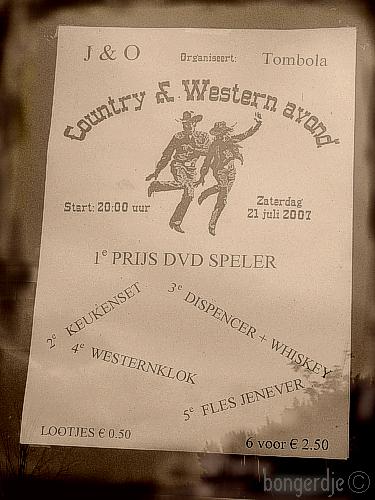 J & O Organiseert: Tombola
Country & Western avond
Start: 20:00 uur
Zaterdag
21 juli 2007
1e PRIJS DVD SPELER
2e KEUKENSET
3e DISPENCER + WHISKEY
4e WESTERNKLOK
5e FLES JENEVER
LOOTJES € 0.50
6 voor € 2.50
bongerdje ©